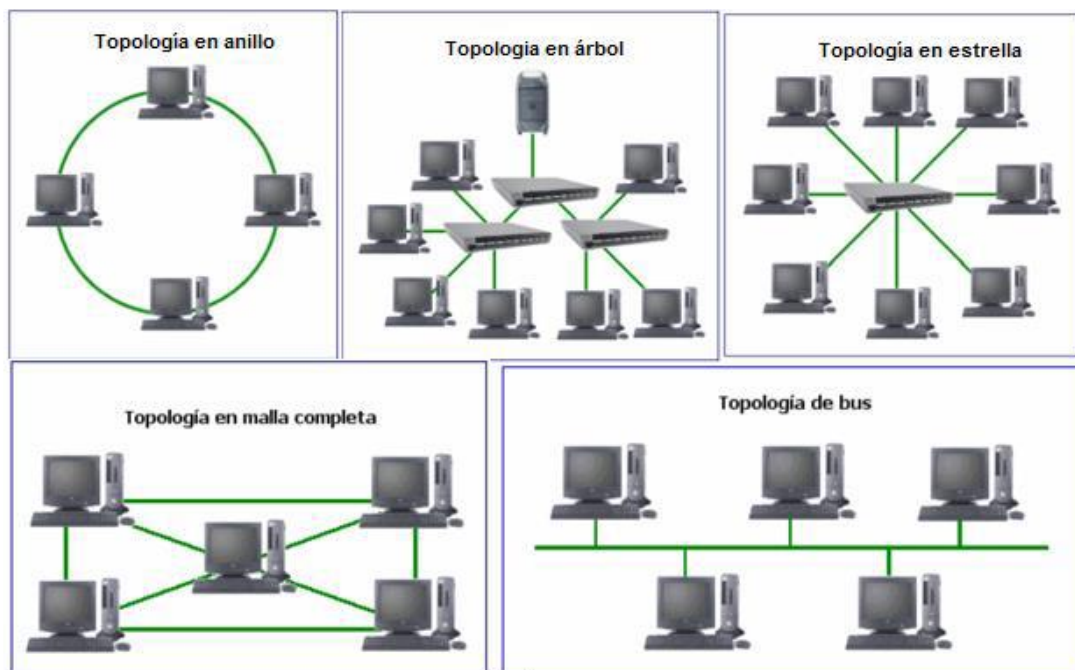 Topología en anillo
Topologia en árbol
Topología en estrella
Topología en malla completa
Topología de bus